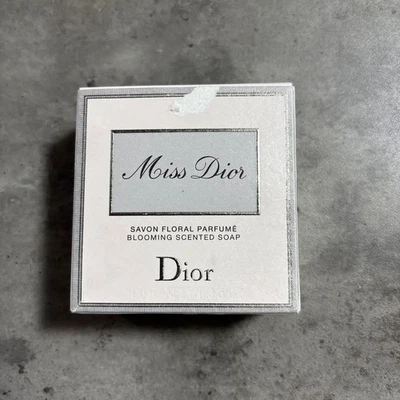 Miss Dior
SAVON FLORAL PARFUMÉ
BLOOMING SCENTED SOAP
Dior